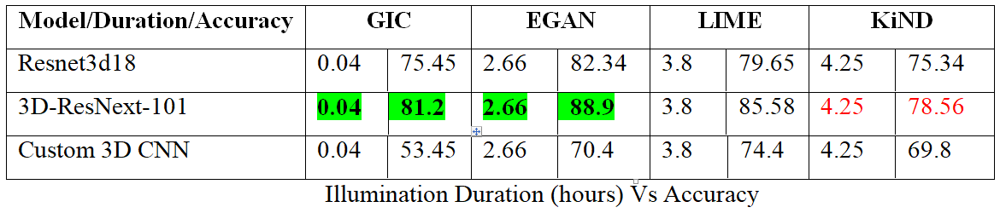 Model/Duration/Accuracy GIC EGAN LIME KiND
Resnet3d18 0.04 75.45 2.66 82.34 3.8 79.65 4.25 75.34
3D-ResNext-101 0.04 81.2 2.66 88.9 3.8 85.58 4.25 78.56
Custom 3D CNN 0.04 53.45 2.66 70.4 3.8 74.4 4.25 69.8
Illumination Duration (hours) Vs Accuracy